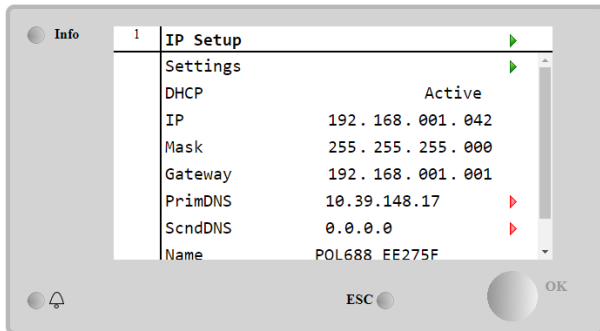 Info
1 IP Setup
Settings
DHCP Active
IP 192.168.001.042
Mask 255.255.255.000
Gateway 192.168.001.001
PrimDNS 10.39.148.17
ScndDNS 0.0.0.0
Name POL688_EE275F
ESC
OK